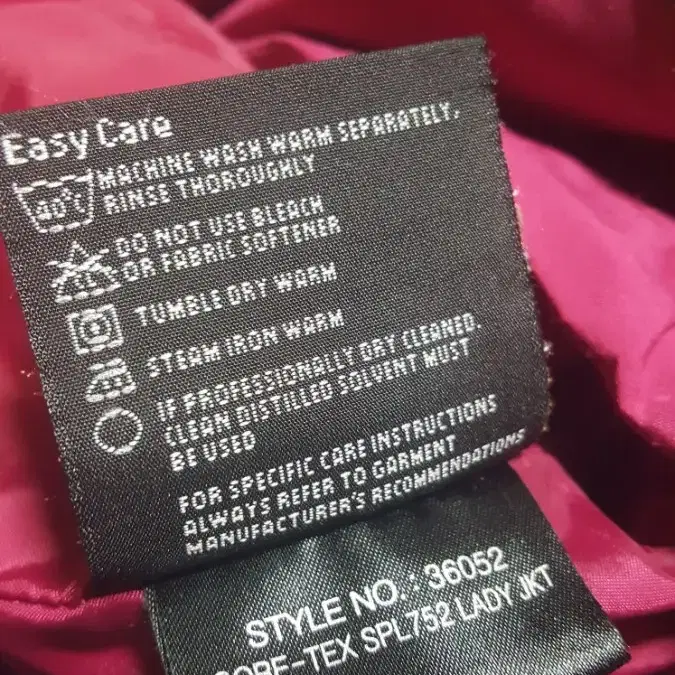 Easy Care
40°C
MACHINE WASH WARM SEPARATELY,
RINSE THOROUGHLY
DO NOT USE BLEACH
OR FABRIC SOFTENER
TUMBLE DRY WARM
STEAM IRON WARM
IF PROFESSIONALLY DRY CLEANED.
CLEAN DISTILLED SOLVENT MUST
BE USED
FOR SPECIFIC CARE INSTRUCTIONS
ALWAYS REFER TO GARMENT
MANUFACTURER'S RECOMMENDATIONS
STYLE NO. : 36052
GORE-TEX SPL752 LADY JKT